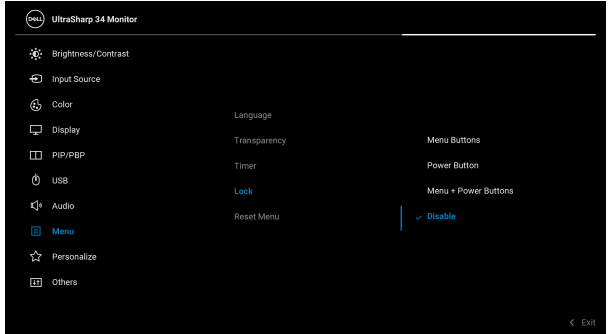 DELL UltraSharp 34 Monitor
Brightness/Contrast
Input Source
Color
Display
PIP/PBP
USB
Audio
Menu
Personalize
Others
Language
Transparency
Timer
Lock
Reset Menu
Menu Buttons
Power Button
Menu + Power Buttons
Disable
Exit